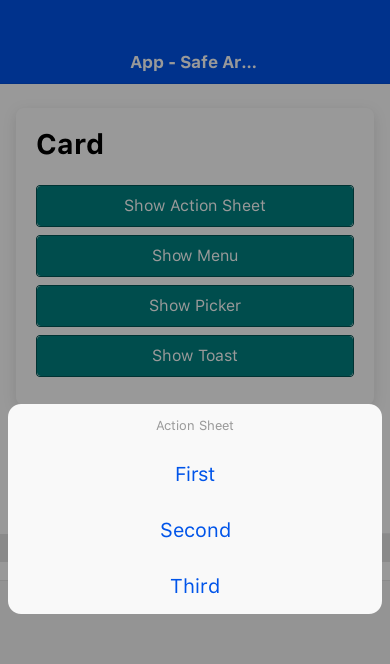 App - Safe Ar...
Card
Show Action Sheet
Show Menu
Show Picker
Show Toast
Action Sheet
First
Second
Third